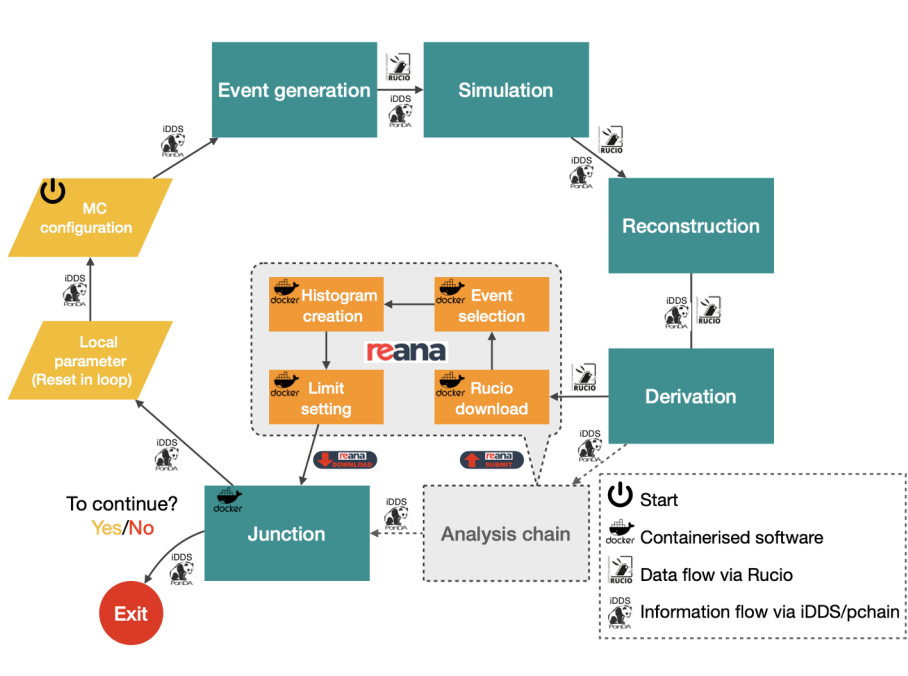 Event generation
RUCIO
iDDS
PanDA
Simulation
iDDS
PanDA
RUCIO
iDDS
PanDA
MC
configuration
Reconstruction
iDDS
PanDA
iDDS
PanDA
RUCIO
docker
Histogram
creation
docker
Event
selection
reana
Local
parameter
(Reset in loop)
docker
Limit
setting
docker
Rucio
download
RUCIO
Derivation
iDDS
PanDA
reana
DOWNLOAD
reana
SUBMIT
iDDS
PanDA
To continue?
Yes/No
docker
Junction
iDDS
PanDA
Analysis chain
iDDS
PanDA
Exit
Start
docker
Containerised software
RUCIO
Data flow via Rucio
iDDS
PanDA
Information flow via iDDS/pchain